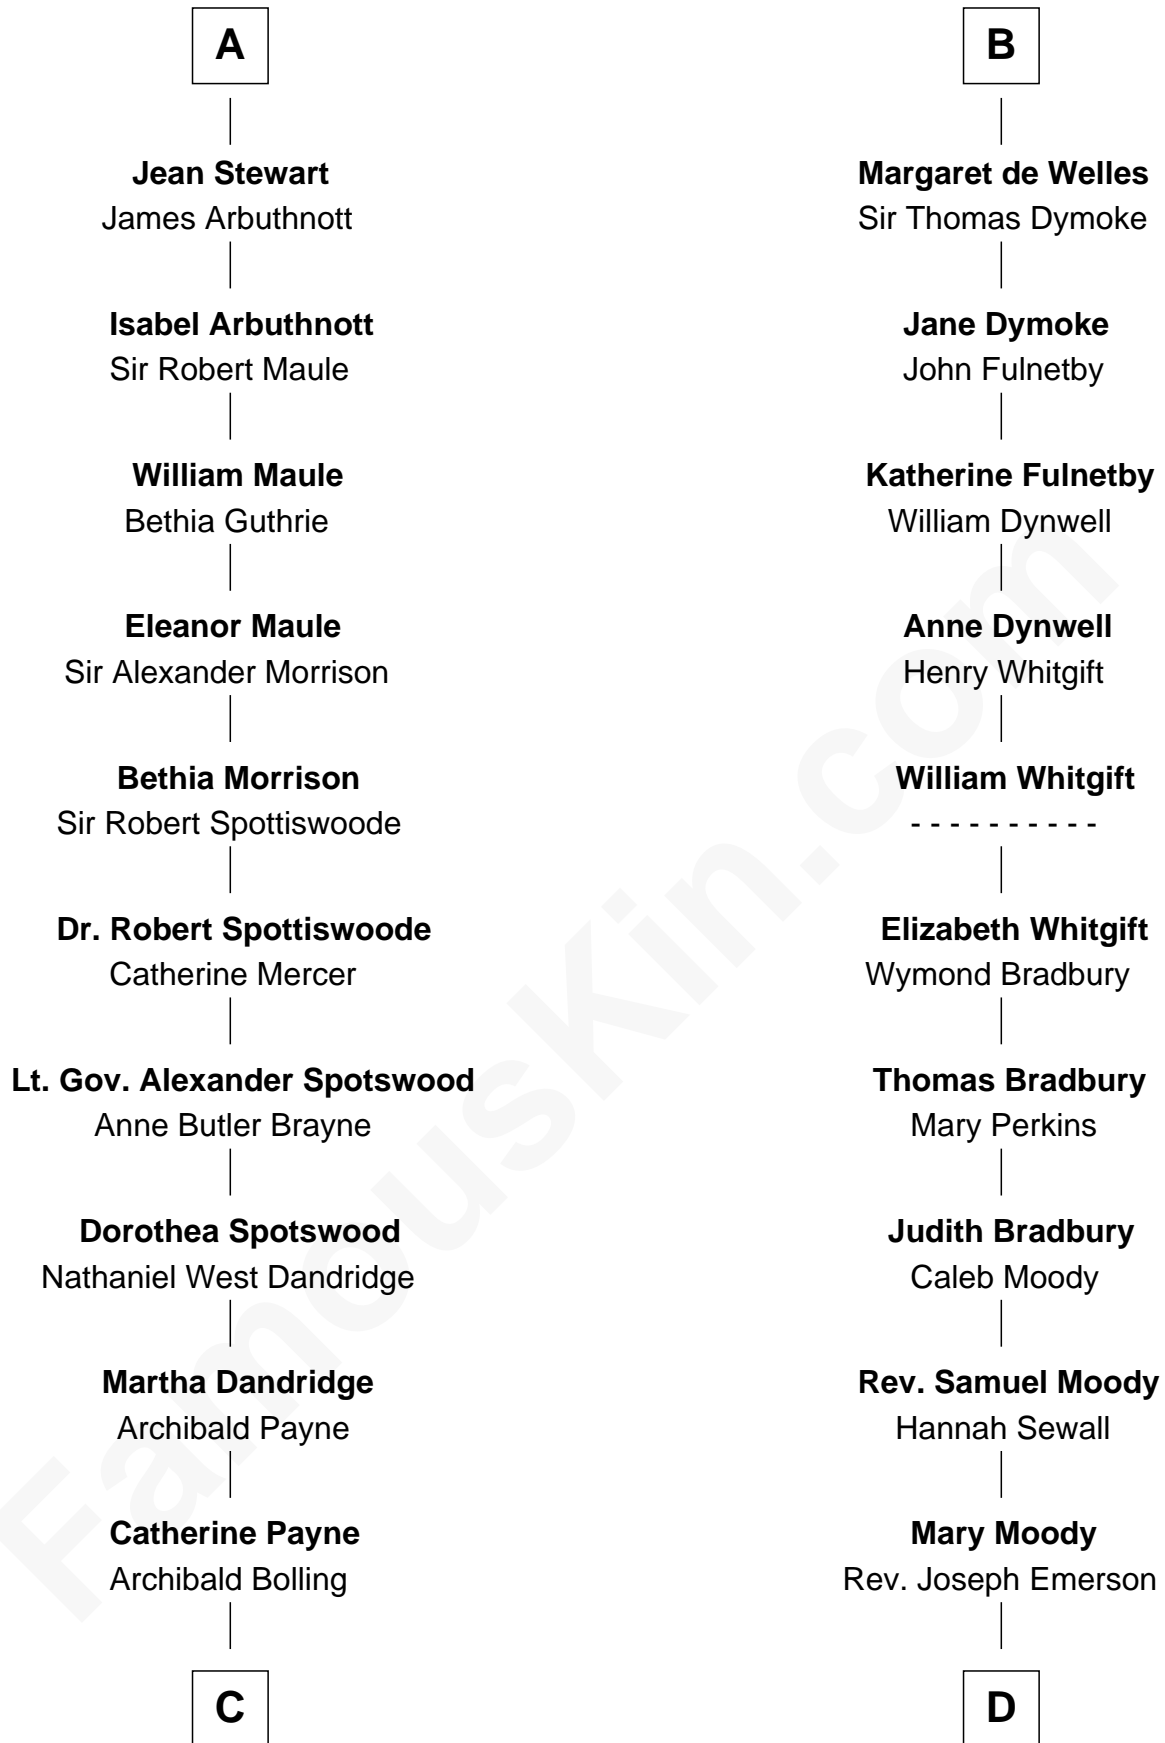 A
Jean Stewart
James Arbuthnott
Isabel Arbuthnott
Sir Robert Maule
William Maule
Bethia Guthrie
Eleanor Maule
Sir Alexander Morrison
Bethia Morrison
Sir Robert Spottiswoode
Dr. Robert Spottiswoode
Catherine Mercer
Lt. Gov. Alexander Spotswood
Anne Butler Brayne
Dorothea Spotswood
Nathaniel West Dandridge
Martha Dandridge
Archibald Payne
Catherine Payne
Archibald Bolling
C
B
Margaret de Welles
Sir Thomas Dymoke
Jane Dymoke
John Fulnetby
Katherine Fulnetby
William Dynwell
Anne Dynwell
Henry Whitgift
William Whitgift
- - - - - - - - - -
Elizabeth Whitgift
Wymond Bradbury
Thomas Bradbury
Mary Perkins
Judith Bradbury
Caleb Moody
Rev. Samuel Moody
Hannah Sewall
Mary Moody
Rev. Joseph Emerson
D
FamousKin.com